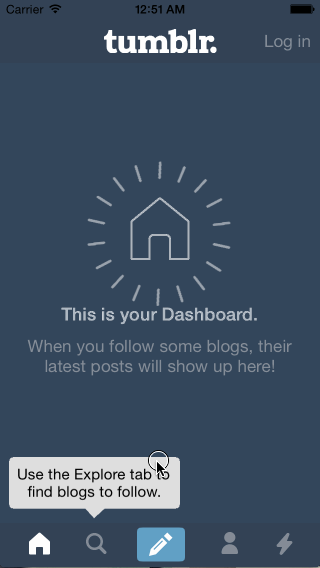 Carrier 12:51 AM
tumblr. Log in
This is your Dashboard.
When you follow some blogs, their
latest posts will show up here!
Use the Explore tab to
find blogs to follow.